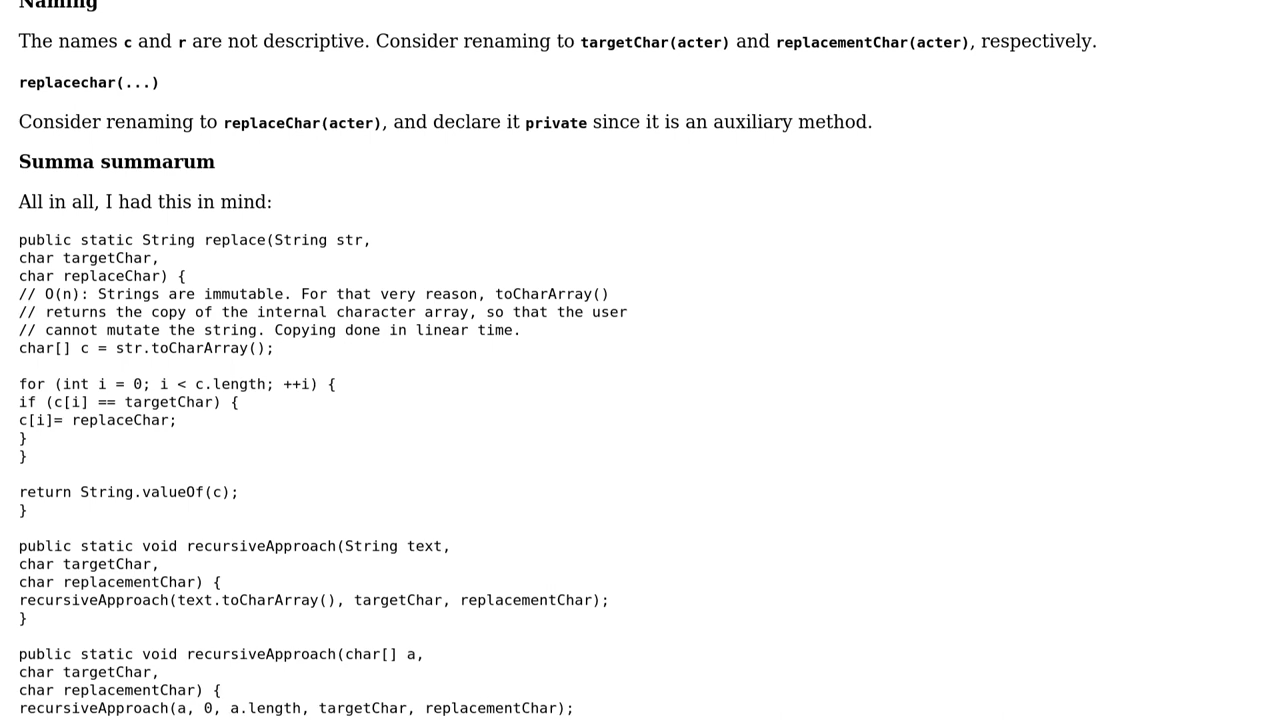 Naming
The names c and r are not descriptive. Consider renaming to targetChar(acter) and replacementChar(acter), respectively.
replacechar(...)
Consider renaming to replaceChar(acter), and declare it private since it is an auxiliary method.
Summa summarum
All in all, I had this in mind:
public static String replace(String str,
char targetChar,
char replaceChar) {
// O(n): Strings are immutable. For that very reason, toCharArray()
// returns the copy of the internal character array, so that the user
// cannot mutate the string. Copying done in linear time.
char[] c = str.toCharArray();
for (int i = 0; i < c.length; ++i) {
if (c[i] == targetChar) {
c[i]= replaceChar;
}
}
return String.valueOf(c);
}
public static void recursiveApproach(String text,
char targetChar,
char replacementChar) {
recursiveApproach(text.toCharArray(), targetChar, replacementChar);
}
public static void recursiveApproach(char[] a,
char targetChar,
char replacementChar) {
recursiveApproach(a, 0, a.length, targetChar, replacementChar);